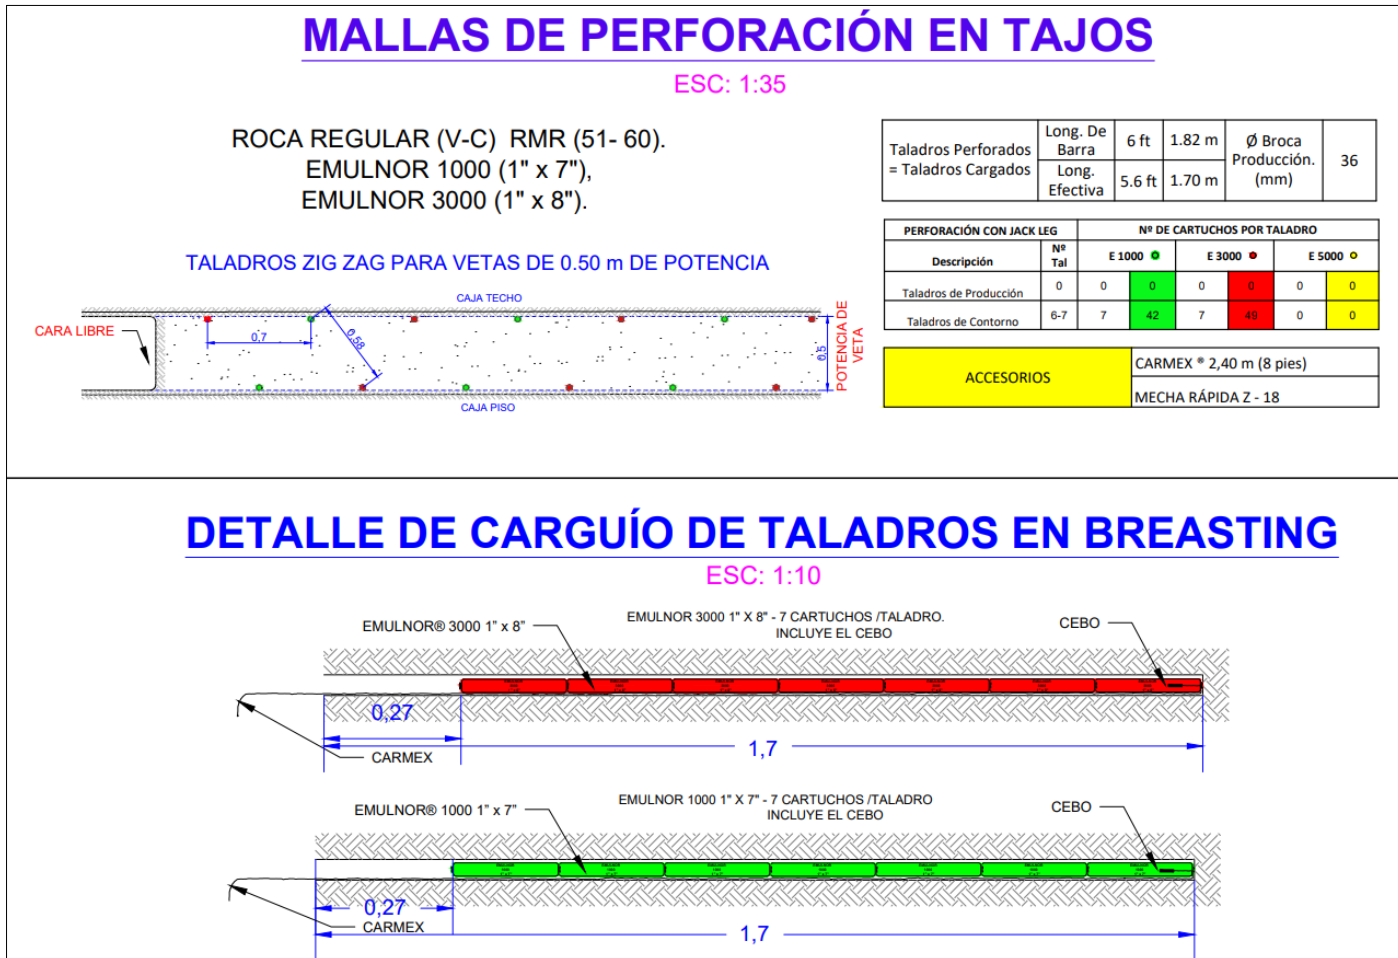 MALLAS DE PERFORACIÓN EN TAJOS
ESC: 1:35
ROCA REGULAR (V-C) RMR (51- 60).
EMULNOR 1000 (1" x 7"),
EMULNOR 3000 (1" x 8").
TALADROS ZIG ZAG PARA VETAS DE 0.50 m DE POTENCIA
CAJA TECHO
CARA LIBRE
0,7
0,58
0,5
POTENCIA DE
VETA
CAJA PISO
Taladros Perforados
= Taladros Cargados
Long. De
Barra
6 ft
1.82 m
Long.
Efectiva
5.6 ft
1.70 m
Ø Broca
Producción.
(mm)
36
PERFORACIÓN CON JACK LEG
Nº DE CARTUCHOS POR TALADRO
Descripción
Nº
Tal
E 1000
E 3000
E 5000
Taladros de Producción
0 0 0 0 0 0 0
Taladros de Contorno
6-7 7 42 7 49 0 0
ACCESORIOS
CARMEX ® 2,40 m (8 pies)
MECHA RÁPIDA Z - 18
DETALLE DE CARGUÍO DE TALADROS EN BREASTING
ESC: 1:10
EMULNOR® 3000 1" x 8"
EMULNOR 3000 1" X 8" - 7 CARTUCHOS /TALADRO.
INCLUYE EL CEBO
CEBO
0,27
CARMEX
1,7
EMULNOR® 1000 1" x 7"
EMULNOR 1000 1" X 7" - 7 CARTUCHOS /TALADRO
INCLUYE EL CEBO
CEBO
0,27
CARMEX
1,7